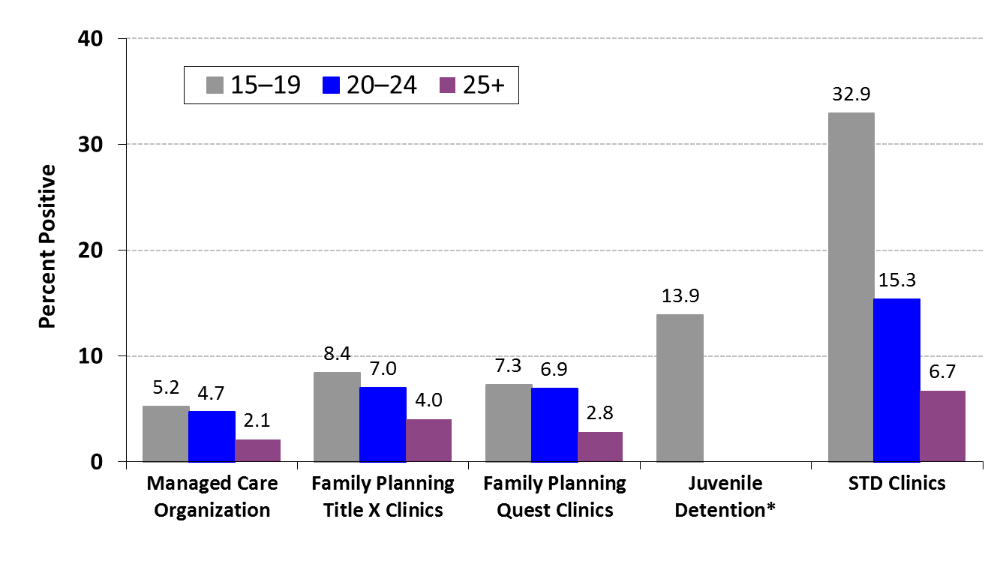 40
15–19 20–24 25+
32.9
30
Percent Positive
20
15.3
13.9
10
8.4
7.0
7.3
6.9
6.7
5.2
4.7
4.0
2.8
2.1
0
Managed Care
Organization
Family Planning
Title X Clinics
Family Planning
Quest Clinics
Juvenile
Detention*
STD Clinics